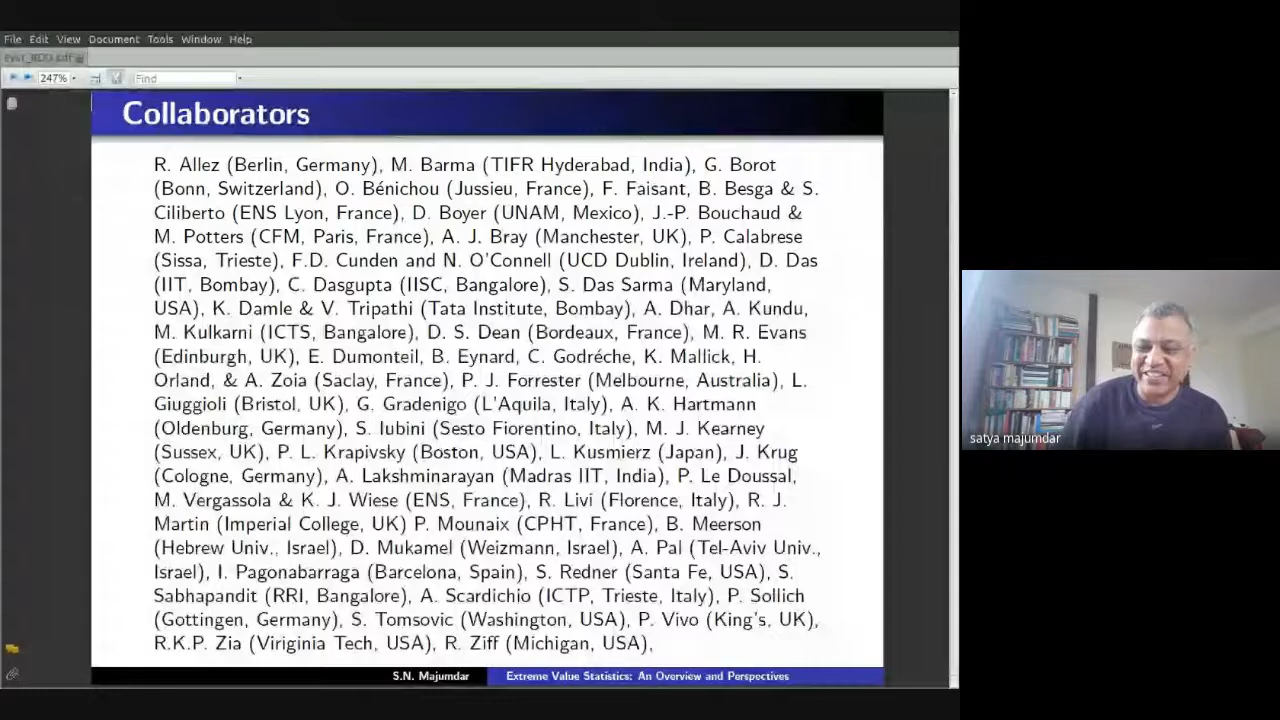 File Edit View Document Tools Window Help
247% Find
Collaborators
R. Allez (Berlin, Germany), M. Barma (TIFR Hyderabad, India), G. Borot
(Bonn, Switzerland), O. Bénichou (Jussieu, France), F. Faisant, B. Besga & S.
Ciliberto (ENS Lyon, France), D. Boyer (UNAM, Mexico), J.-P. Bouchaud &
M. Potters (CFM, Paris, France), A. J. Bray (Manchester, UK), P. Calabrese
(Sissa, Trieste), F.D. Cunden and N. O'Connell (UCD Dublin, Ireland), D. Das
(IIT, Bombay), C. Dasgupta (IISC, Bangalore), S. Das Sarma (Maryland,
USA), K. Damle & V. Tripathi (Tata Institute, Bombay), A. Dhar, A. Kundu,
M. Kulkarni (ICTS, Bangalore), D. S. Dean (Bordeaux, France), M. R. Evans
(Edinburgh, UK), E. Dumonteil, B. Eynard, C. Godréche, K. Mallick, H.
Orland, & A. Zoia (Saclay, France), P. J. Forrester (Melbourne, Australia), L.
Giuggioli (Bristol, UK), G. Gradenigo (L'Aquila, Italy), A. K. Hartmann
(Oldenburg, Germany), S. Iubini (Sesto Fiorentino, Italy), M. J. Kearney
(Sussex, UK), P. L. Krapivsky (Boston, USA), L. Kusmierz (Japan), J. Krug
(Cologne, Germany), A. Lakshminarayan (Madras IIT, India), P. Le Doussal,
M. Vergassola & K. J. Wiese (ENS, France), R. Livi (Florence, Italy), R. J.
Martin (Imperial College, UK) P. Mounaix (CPHT, France), B. Meerson
(Hebrew Univ., Israel), D. Mukamel (Weizmann, Israel), A. Pal (Tel-Aviv Univ.,
Israel), I. Pagonabarraga (Barcelona, Spain), S. Redner (Santa Fe, USA), S.
Sabhapandit (RRI, Bangalore), A. Scardichio (ICTP, Trieste, Italy), P. Sollich
(Gottingen, Germany), S. Tomsovic (Washington, USA), P. Vivo (King's, UK),
R.K.P. Zia (Viriginia Tech, USA), R. Ziff (Michigan, USA),
S.N. Majumdar Extreme Value Statistics: An Overview and Perspectives
satya majumdar